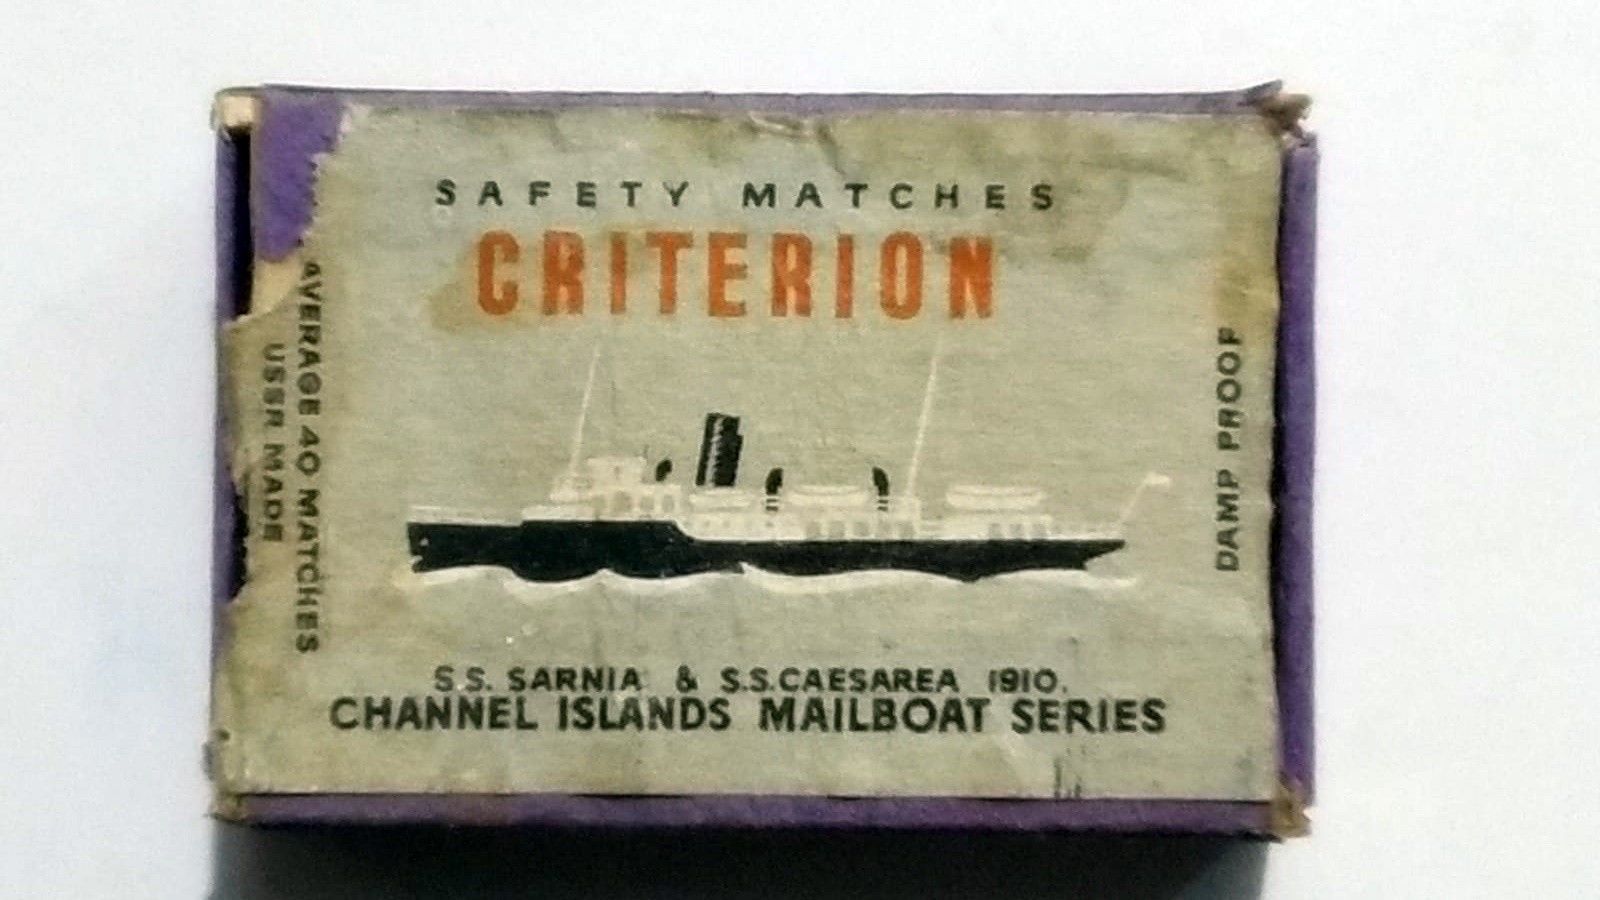 SAFETY MATCHES
CRITERION
AVERAGE 40 MATCHES
USSR MADE
DAMP PROOF
S.S. SARNIA & S.S.CAESAREA 1910.
CHANNEL ISLANDS MAILBOAT SERIES